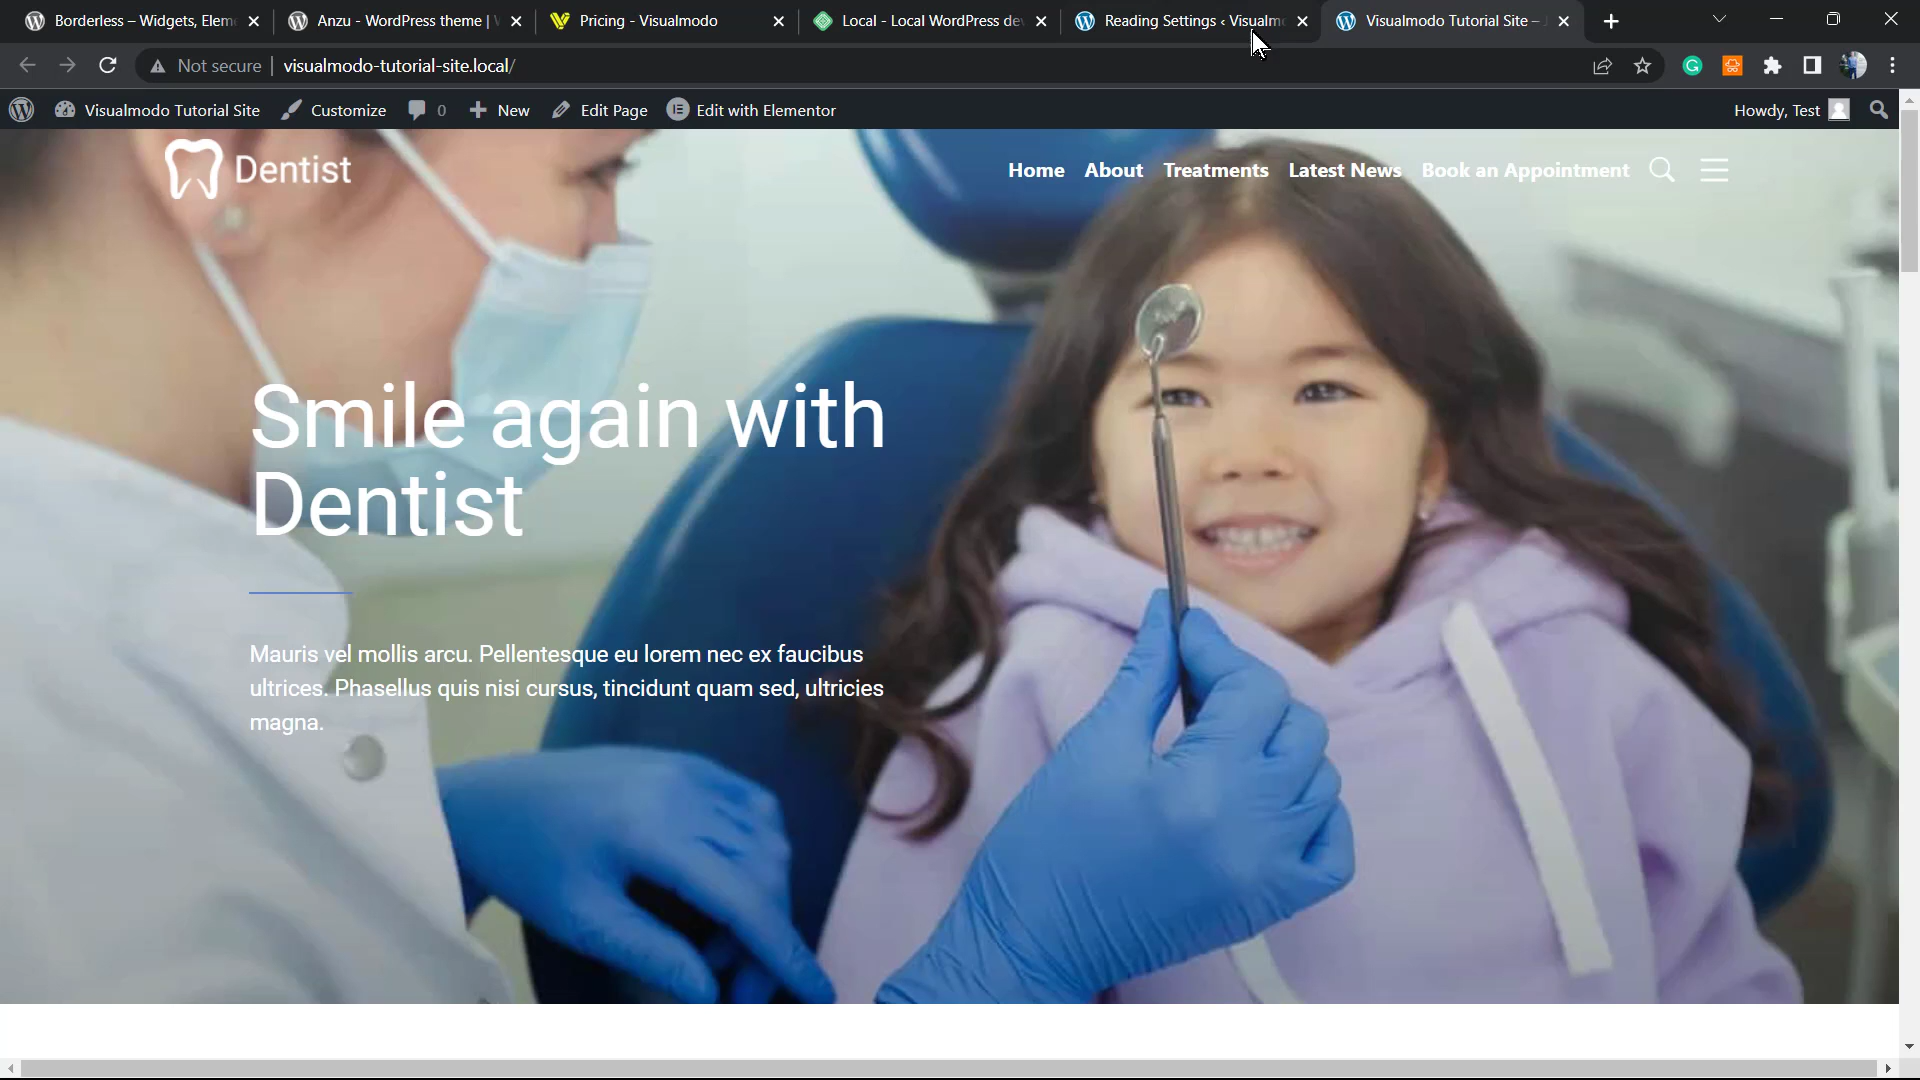 Borderless – Widgets, Elem
Anzu - WordPress theme |
Pricing - Visualmodo
Local - Local WordPress de
Reading Settings ‹ Visualm
Visualmodo Tutorial Site –
Not secure
visualmodo-tutorial-site.local/
Visualmodo Tutorial Site
Customize
0
New
Edit Page
Edit with Elementor
Howdy, Test
Dentist
Home About Treatments Latest News Book an Appointment
Smile again with
Dentist
Mauris vel mollis arcu. Pellentesque eu lorem nec ex faucibus
ultrices. Phasellus quis nisi cursus, tincidunt quam sed, ultricies
magna.